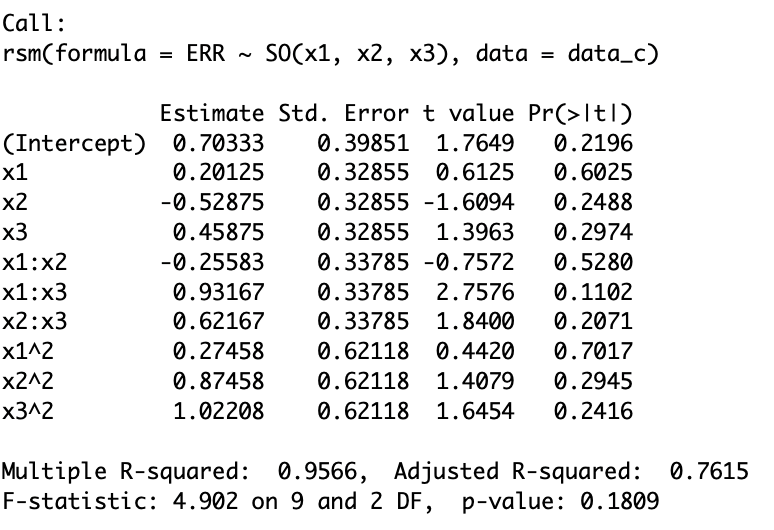 Call:
rsm(formula = ERR ~ SO(x1, x2, x3), data = data_c)
Estimate Std. Error t value Pr(>|t|)
(Intercept) 0.70333 0.39851 1.7649 0.2196
x1 0.20125 0.32855 0.6125 0.6025
x2 -0.52875 0.32855 -1.6094 0.2488
x3 0.45875 0.32855 1.3963 0.2974
x1:x2 -0.25583 0.33785 -0.7572 0.5280
x1:x3 0.93167 0.33785 2.7576 0.1102
x2:x3 0.62167 0.33785 1.8400 0.2071
x1^2 0.27458 0.62118 0.4420 0.7017
x2^2 0.87458 0.62118 1.4079 0.2945
x3^2 1.02208 0.62118 1.6454 0.2416
Multiple R-squared: 0.9566, Adjusted R-squared: 0.7615
F-statistic: 4.902 on 9 and 2 DF, p-value: 0.1809